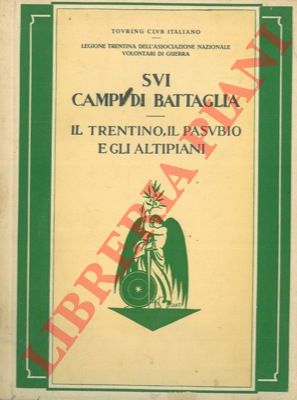 TOVRING CLVB ITALIANO
LEGIONE TRENTINA DELL'ASSOCIAZIONE NAZIONALE
VOLONTARI DI GUERRA
SVI
CAMPI DI BATTAGLIA
IL TRENTINO, IL PASVBIO
E GLI ALTIPIANI
LIBRERIA PIANI